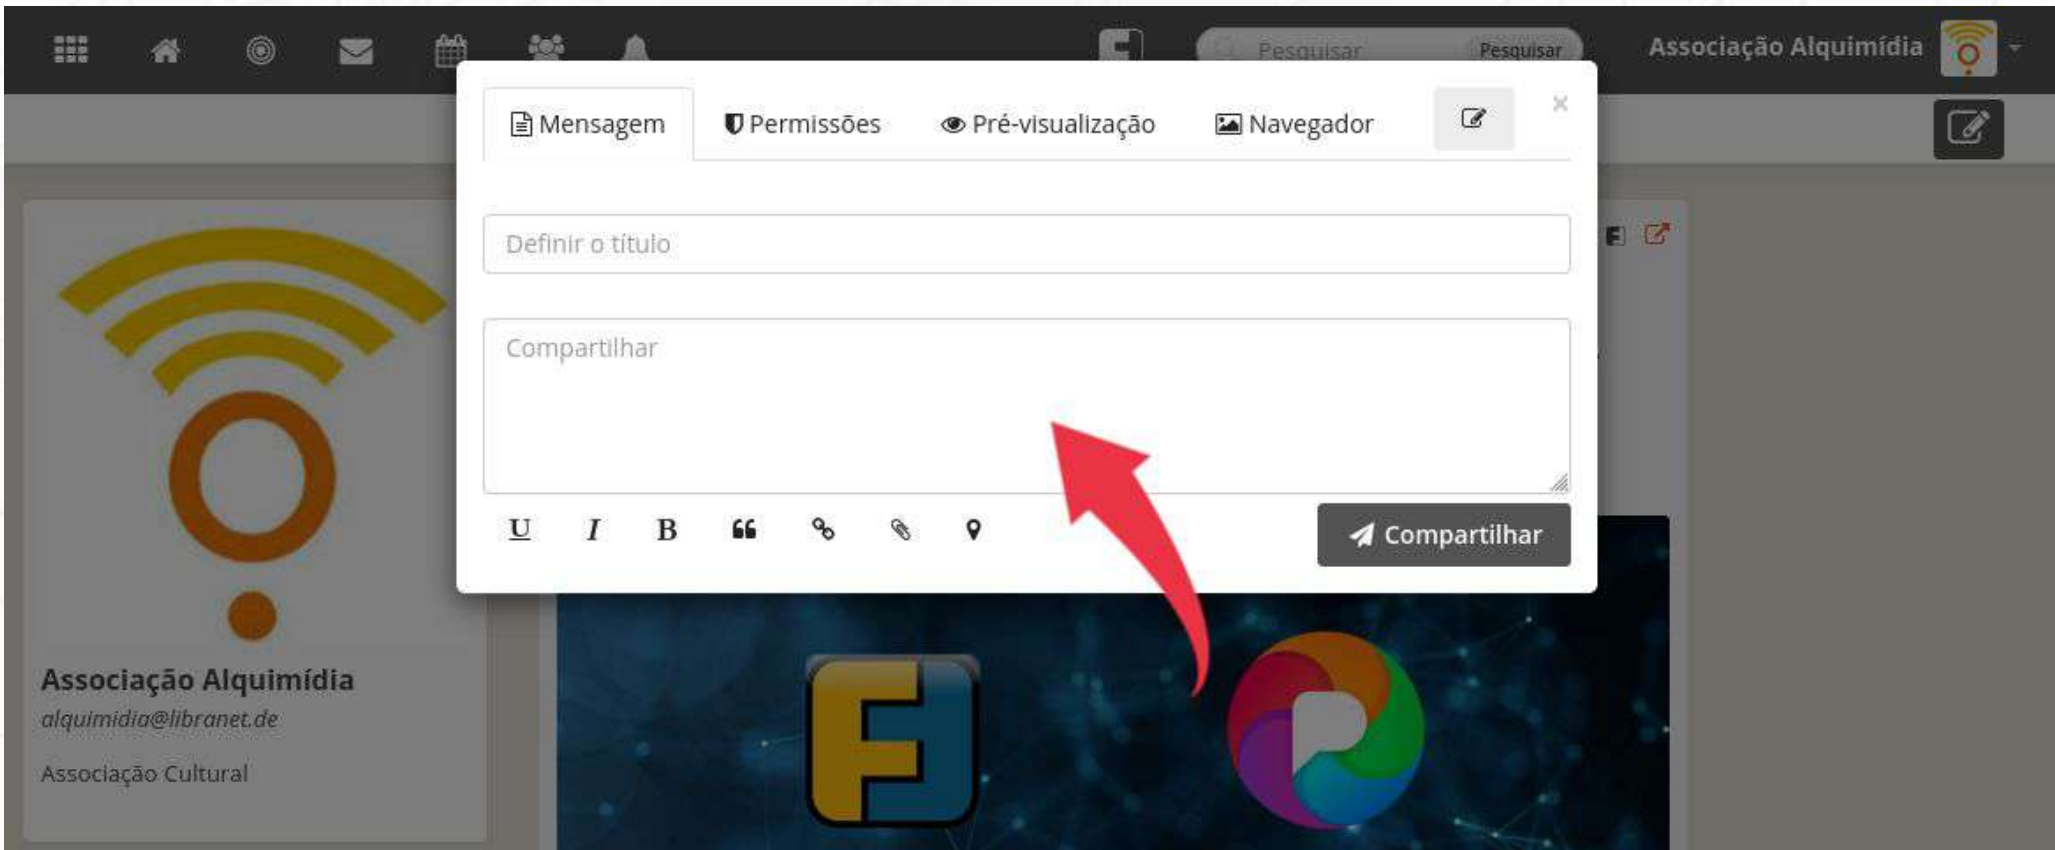 Pesquisar Pesquisar Associação Alquimídia
Mensagem Permissões Pré-visualização Navegador
Definir o título
Compartilhar
U I B
Compartilhar
Associação Alquimídia
alquimidia@libranet.de
Associação Cultural